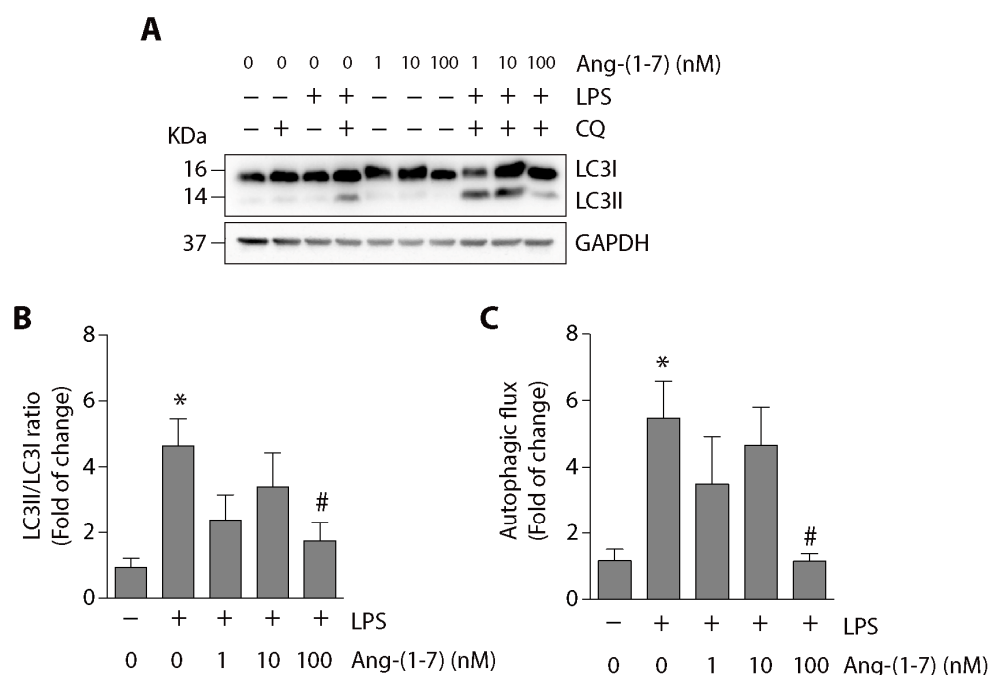 A
0 0 0 0 1 10 100 1 10 100 Ang-(1-7) (nM)
– – + + – – – + + + LPS
– + – + – – – + + + CQ
KDa
16 LC3I
14 LC3II
37 GAPDH
B
LC3II/LC3I ratio
(Fold of change)
8
6
4
2
0
*
#
– + + + + LPS
0 0 1 10 100 Ang-(1-7) (nM)
C
Autophagic flux
(Fold of change)
8
6
4
2
0
*
#
– + + + + LPS
0 0 1 10 100 Ang-(1-7) (nM)